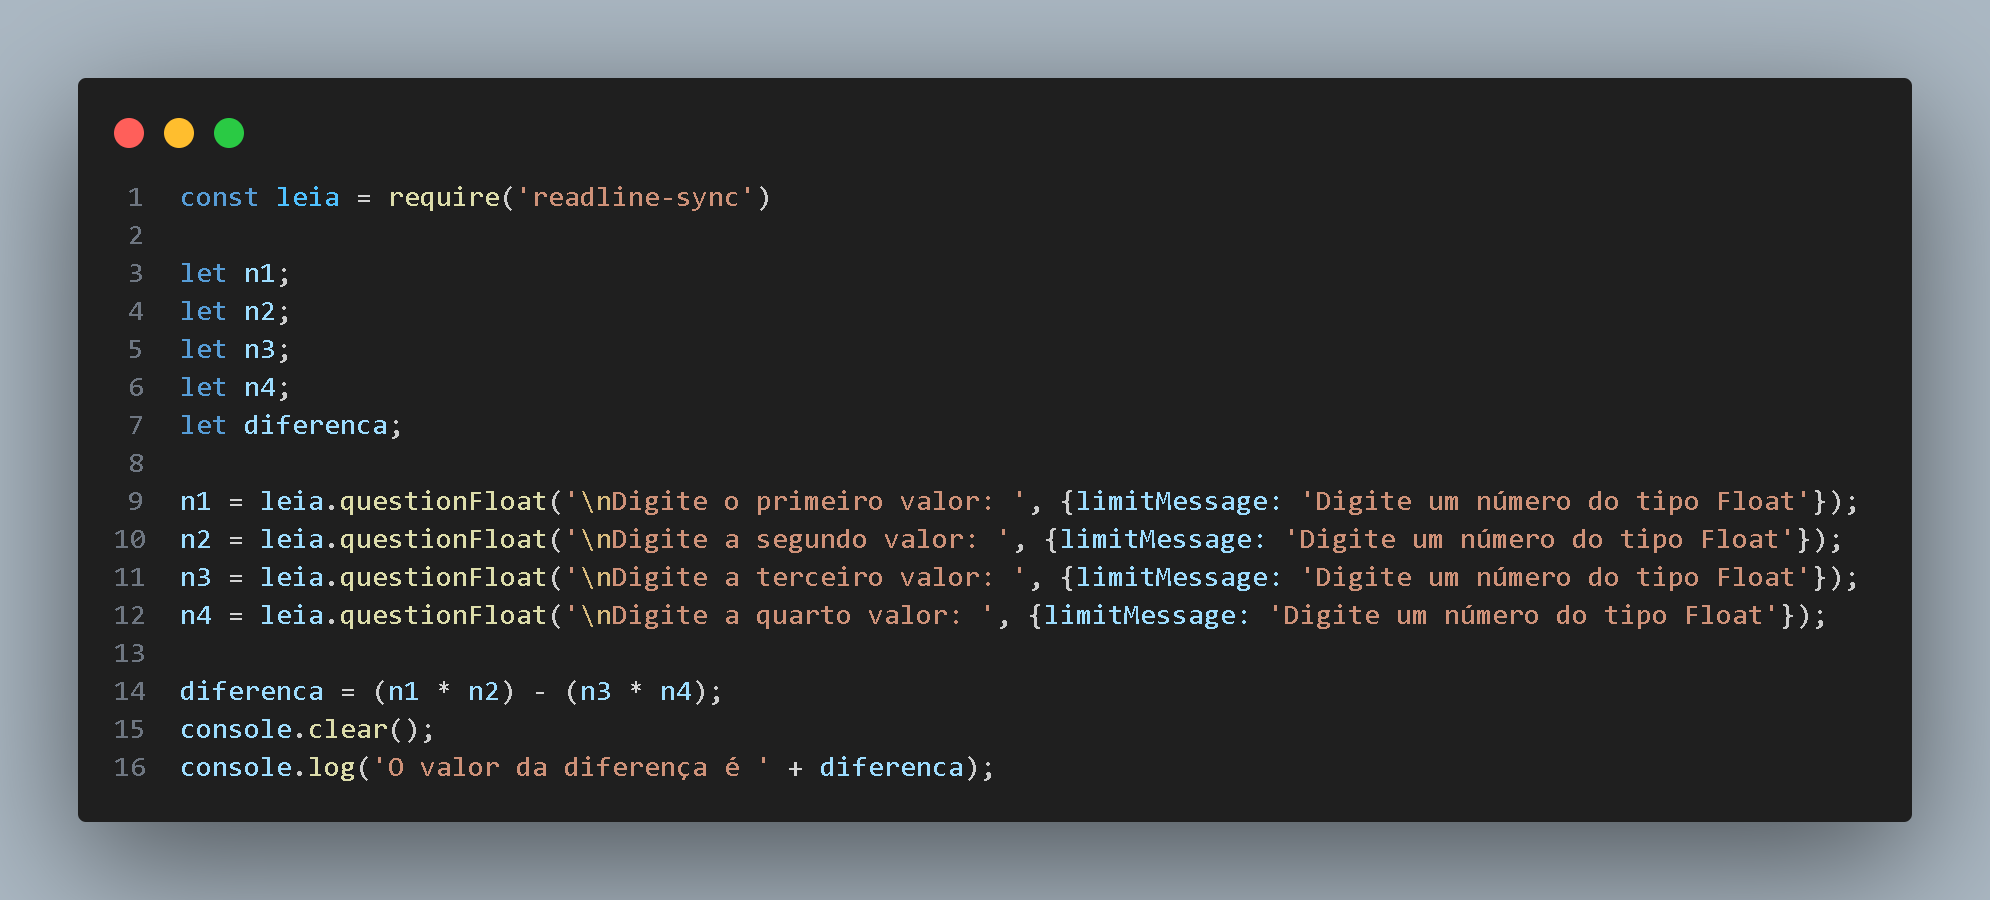 1 const leia = require('readline-sync')
2
3 let n1;
4 let n2;
5 let n3;
6 let n4;
7 let diferenca;
8
9 n1 = leia.questionFloat('\nDigite o primeiro valor: ', {limitMessage: 'Digite um número do tipo Float'});
10 n2 = leia.questionFloat('\nDigite a segundo valor: ', {limitMessage: 'Digite um número do tipo Float'});
11 n3 = leia.questionFloat('\nDigite a terceiro valor: ', {limitMessage: 'Digite um número do tipo Float'});
12 n4 = leia.questionFloat('\nDigite a quarto valor: ', {limitMessage: 'Digite um número do tipo Float'});
13
14 diferenca = (n1 * n2) - (n3 * n4);
15 console.clear();
16 console.log('O valor da diferença é ' + diferenca);